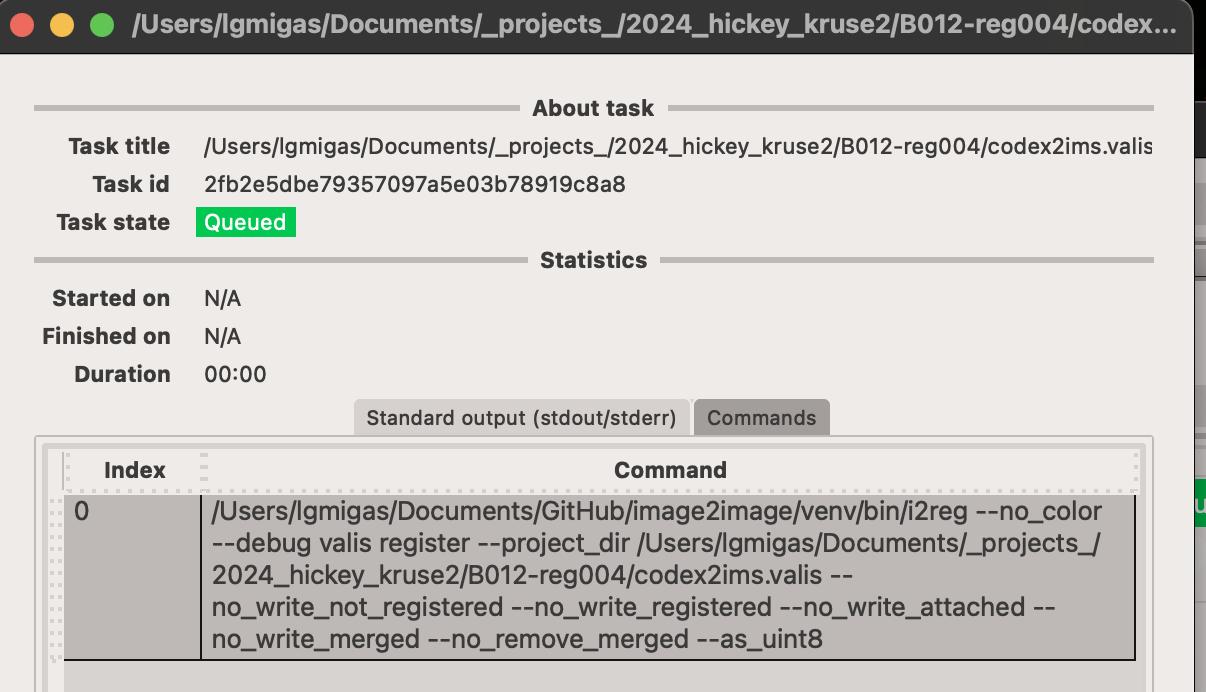 /Users/lgmigas/Documents/_projects_/2024_hickey_kruse2/B012-reg004/codex...
About task
Task title /Users/lgmigas/Documents/_projects_/2024_hickey_kruse2/B012-reg004/codex2ims.valis
Task id 2fb2e5dbe79357097a5e03b78919c8a8
Task state Queued
Statistics
Started on N/A
Finished on N/A
Duration 00:00
Standard output (stdout/stderr) Commands
Index Command
0 /Users/lgmigas/Documents/GitHub/image2image/venv/bin/i2reg --no_color
--debug valis register --project_dir /Users/lgmigas/Documents/_projects_/
2024_hickey_kruse2/B012-reg004/codex2ims.valis --
no_write_not_registered --no_write_registered --no_write_attached --
no_write_merged --no_remove_merged --as_uint8